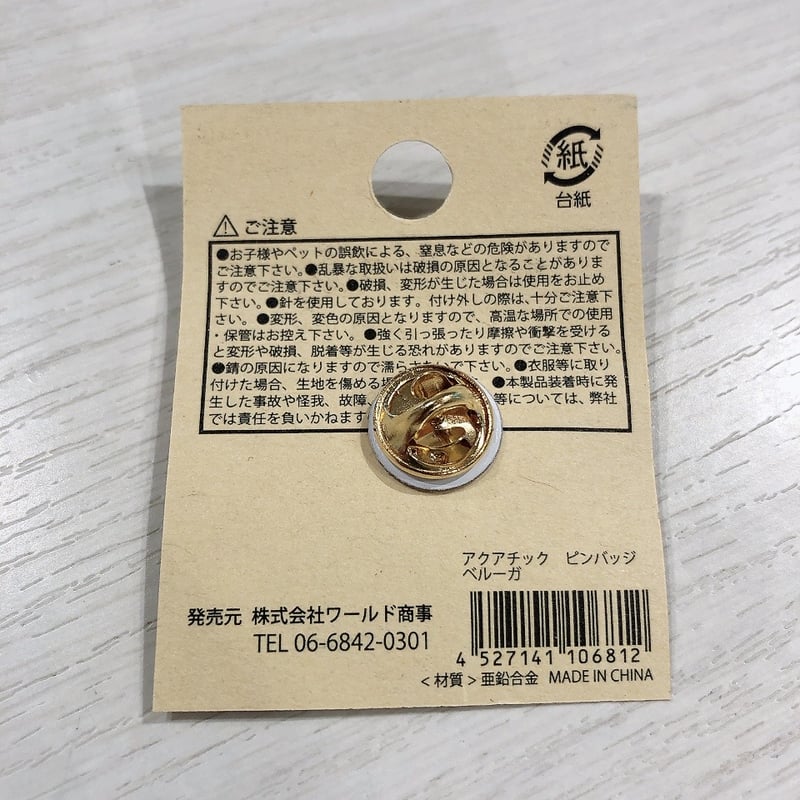 紙
台紙
⚠ ご注意
●お子様やペットの誤飲による、窒息などの危険がありますので
ご注意下さい。●乱暴な取扱いは破損の原因となることがありま
すのでご注意下さい。●破損、変形が生じた場合は使用をお止め
下さい。●針を使用しております。付け外しの際は、十分ご注意下
さい。●変形、変色の原因となりますので、高温な場所での使用
・保管はお控え下さい。●強く引っ張ったり摩擦や衝撃を受ける
と変形や破損、脱着等が生じる恐れがありますのでご注意下さい。
●錆の原因になりますので濡らさないで下さい。●衣服等に取り
付けた場合、生地を傷める ●本製品装着時に発
生した事故や怪我、故障、 等については、弊社
では責任を負いかねます
アクアチック ピンバッジ
ベルーガ
発売元 株式会社ワールド商事
TEL 06-6842-0301
4 527141 106812
<材質>亜鉛合金 MADE IN CHINA